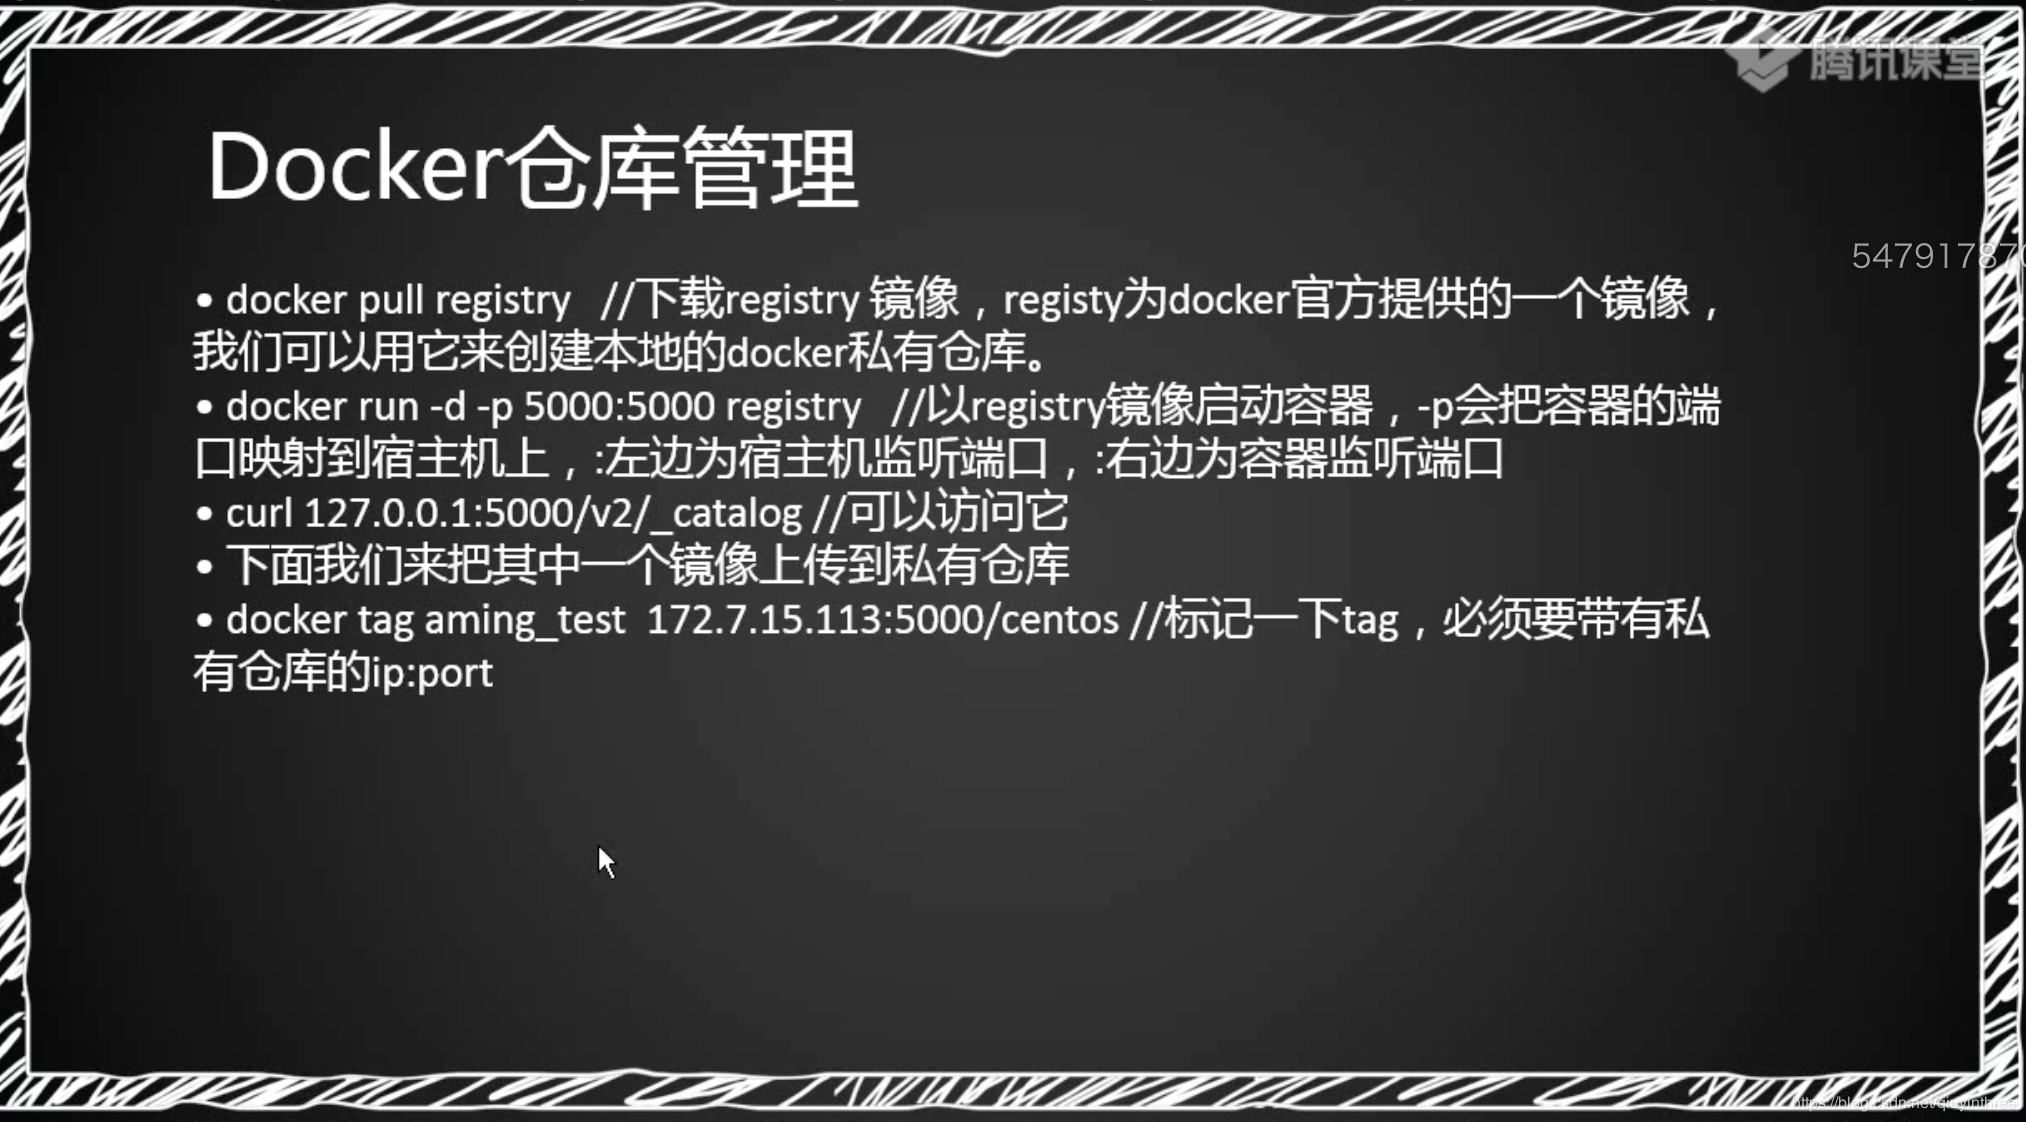 腾讯课堂
Docker仓库管理
547917870
• docker pull registry //下载registry 镜像，registy为docker官方提供的一个镜像，
我们可以用它来创建本地的docker私有仓库。
• docker run -d -p 5000:5000 registry //以registry镜像启动容器，-p会把容器的端
口映射到宿主机上，:左边为宿主机监听端口，:右边为容器监听端口
• curl 127.0.0.1:5000/v2/_catalog //可以访问它
• 下面我们来把其中一个镜像上传到私有仓库
• docker tag aming_test 172.7.15.113:5000/centos //标记一下tag，必须要带有私
有仓库的ip:port